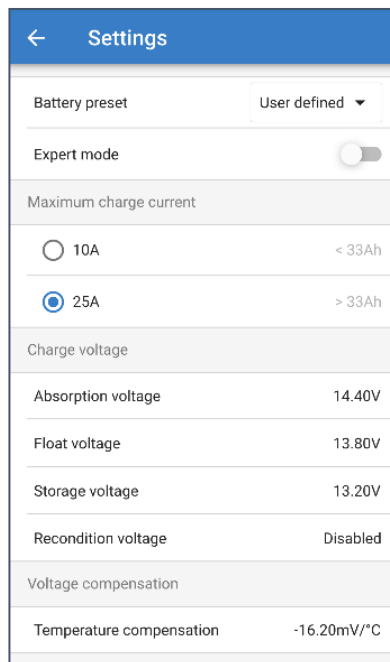 Settings
Battery preset User defined
Expert mode
Maximum charge current
10A < 33Ah
25A > 33Ah
Charge voltage
Absorption voltage 14.40V
Float voltage 13.80V
Storage voltage 13.20V
Recondition voltage Disabled
Voltage compensation
Temperature compensation -16.20mV/°C